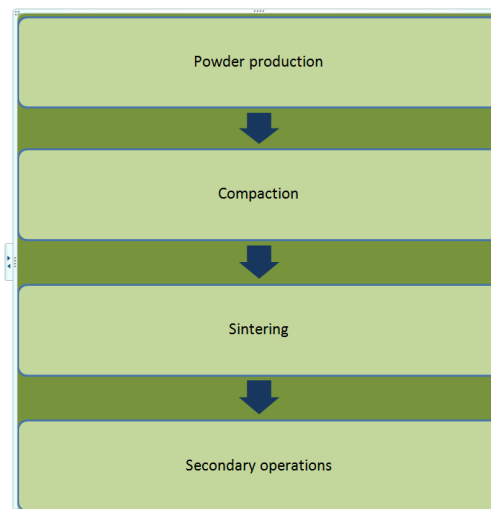 Powder production
Compaction
Sintering
Secondary operations